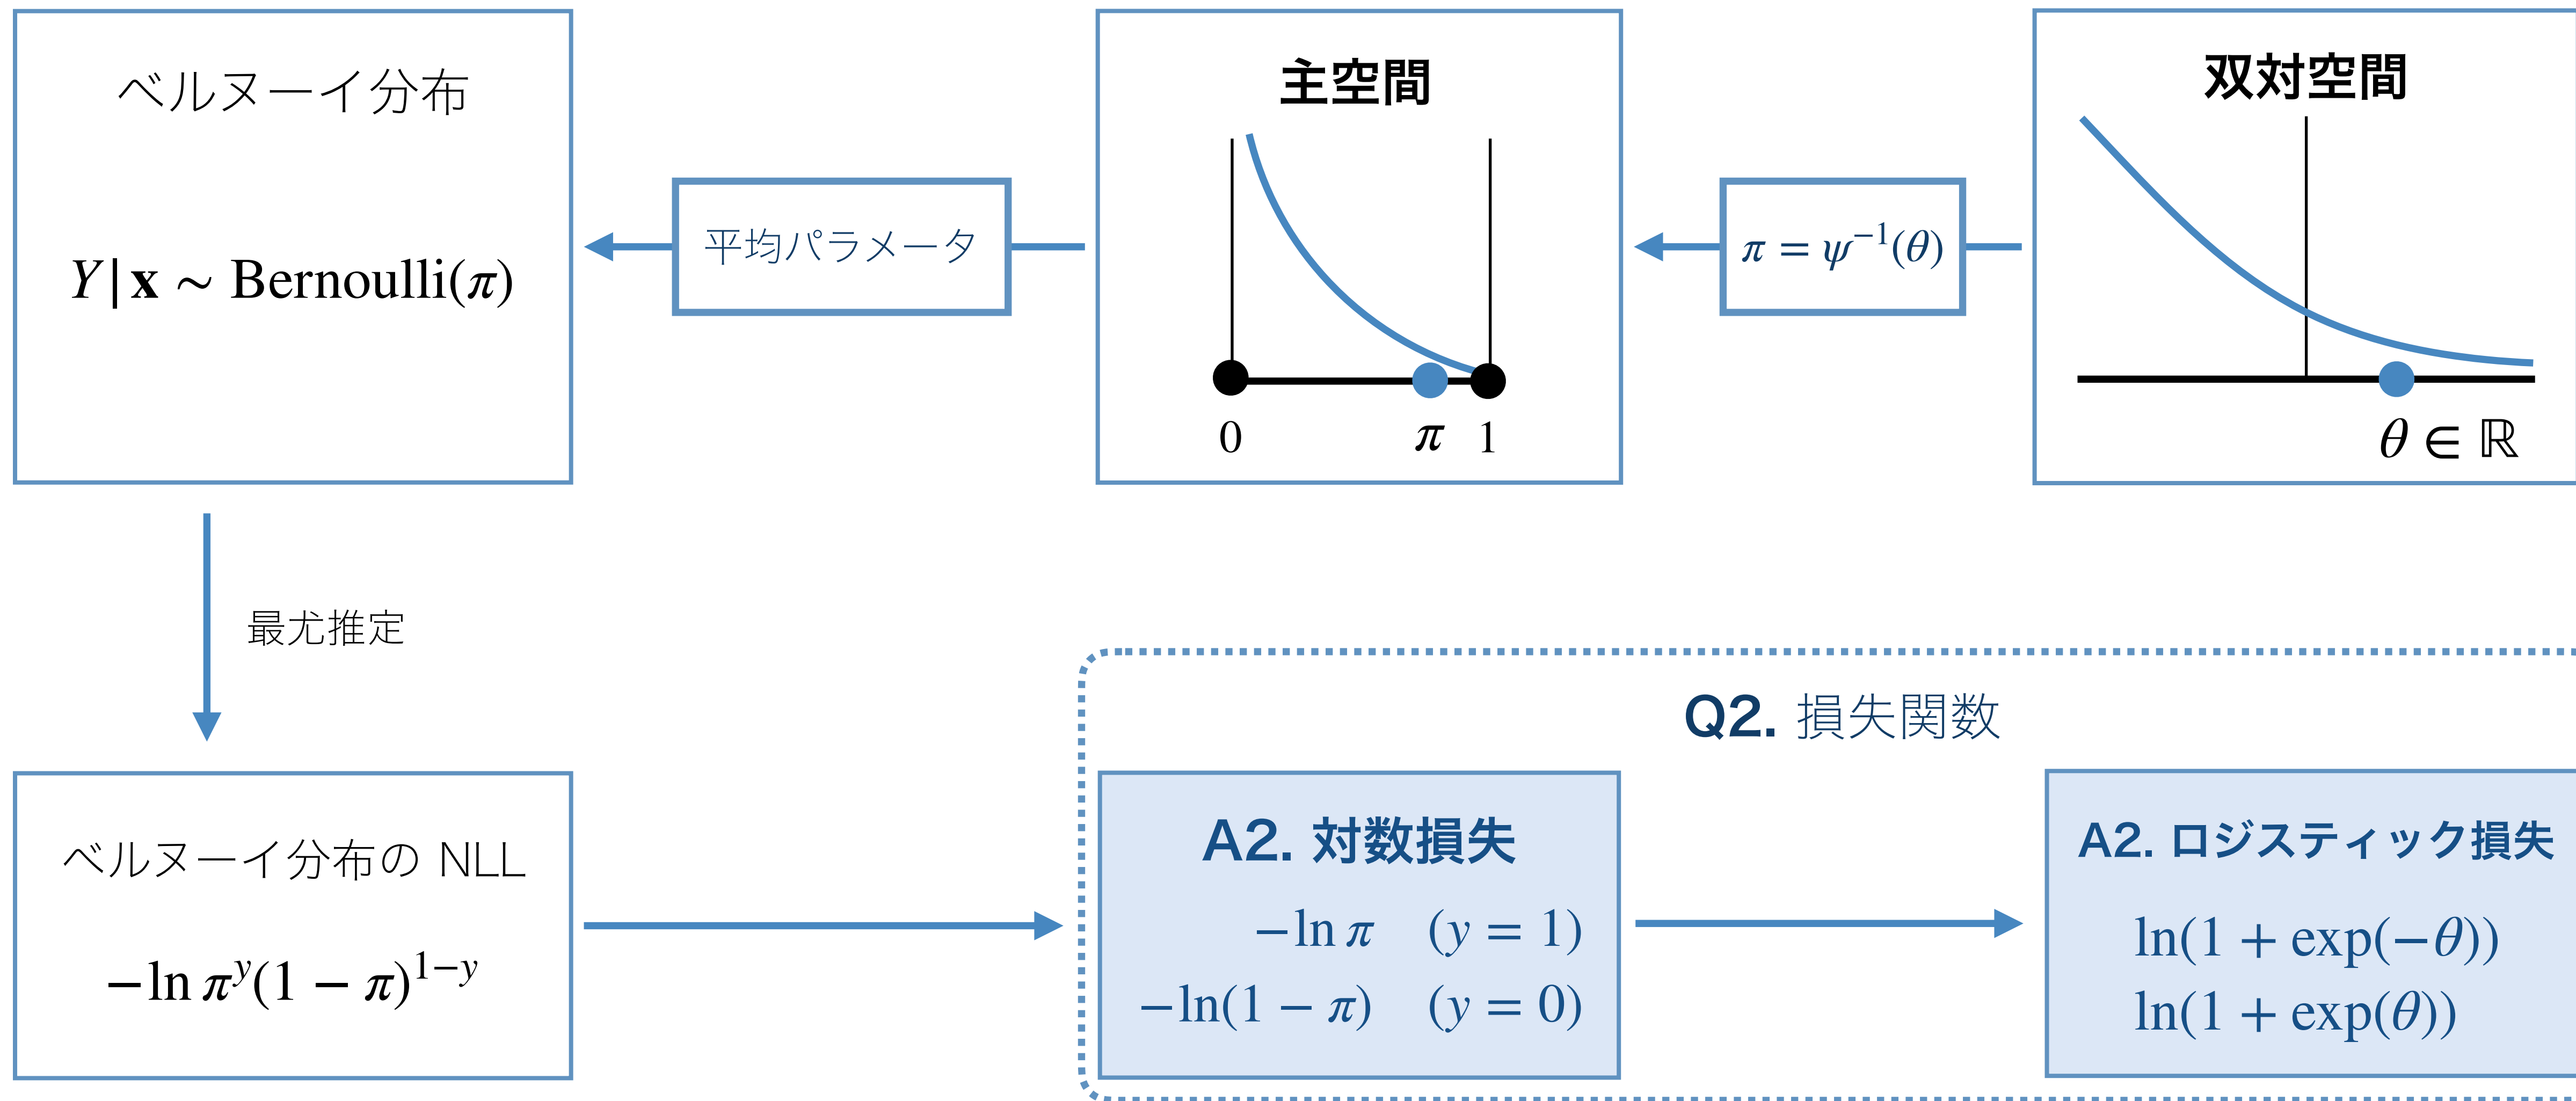 ベルヌーイ分布
Y | x ∼ Bernoulli(π)
平均パラメータ
主空間
0 π 1
π = ψ⁻¹(θ)
双対空間
θ ∈ ℝ
最尤推定
ベルヌーイ分布の NLL
−ln πʸ(1 − π)¹⁻ʸ
Q2. 損失関数
A2. 対数損失
−ln π (y = 1)
−ln(1 − π) (y = 0)
A2. ロジスティック損失
ln(1 + exp(−θ))
ln(1 + exp(θ))